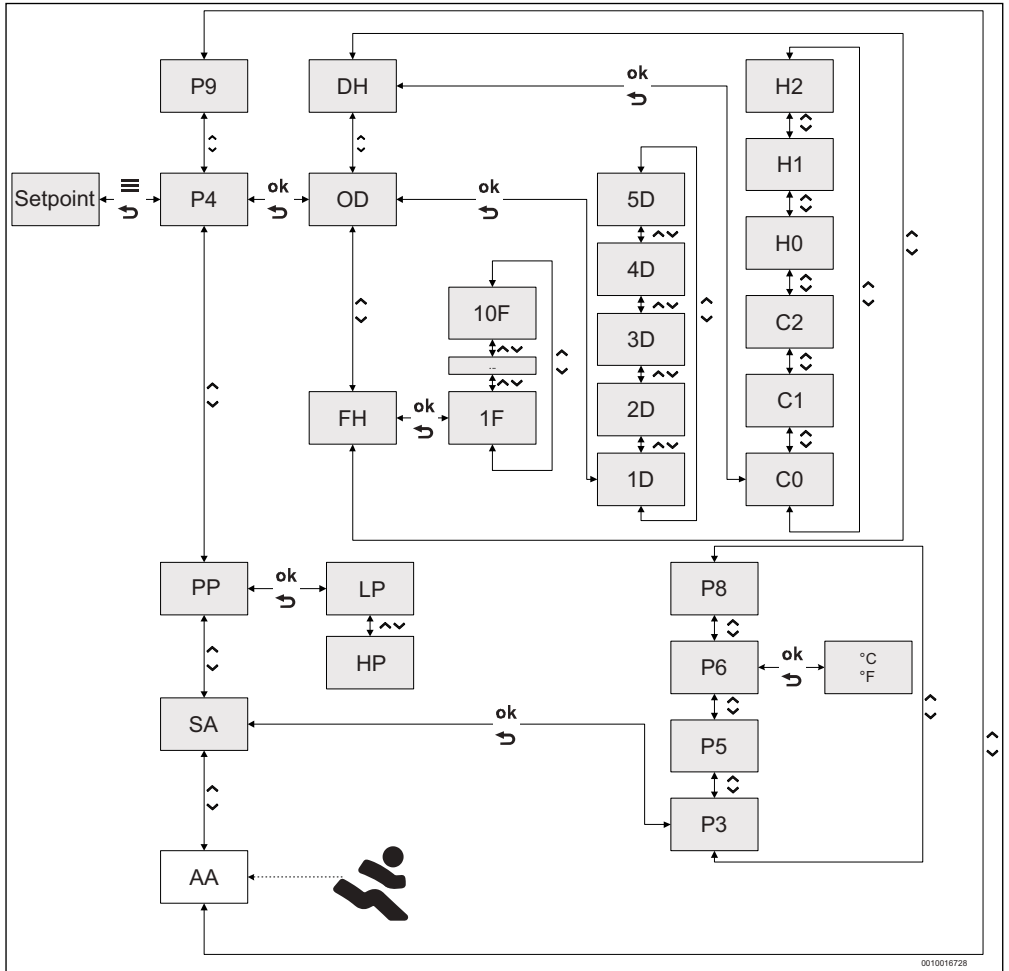 P9
DH
ok
H2
H1
Setpoint
P4
ok
OD
ok
5D
H0
4D
10F
C2
3D
...
FH
ok
1F
2D
C1
1D
C0
PP
ok
LP
P8
HP
P6
ok
°C
°F
SA
ok
P5
P3
AA
0010016728